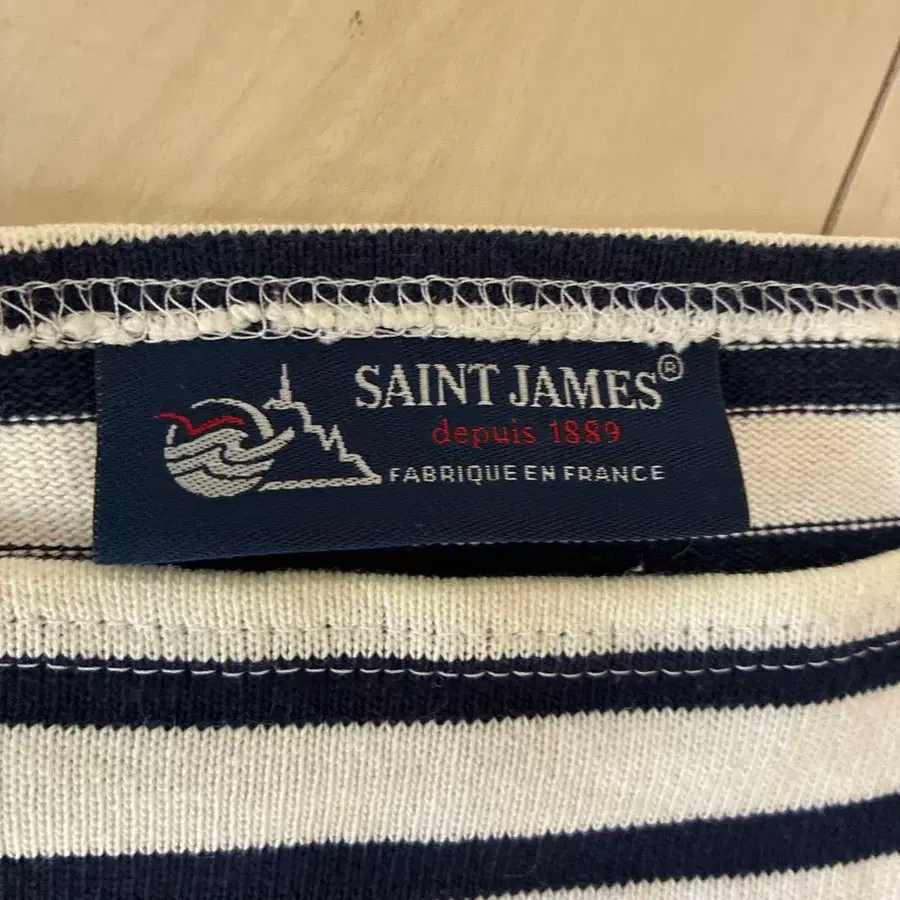 SAINT JAMES®
depuis 1889
FABRIQUE EN FRANCE